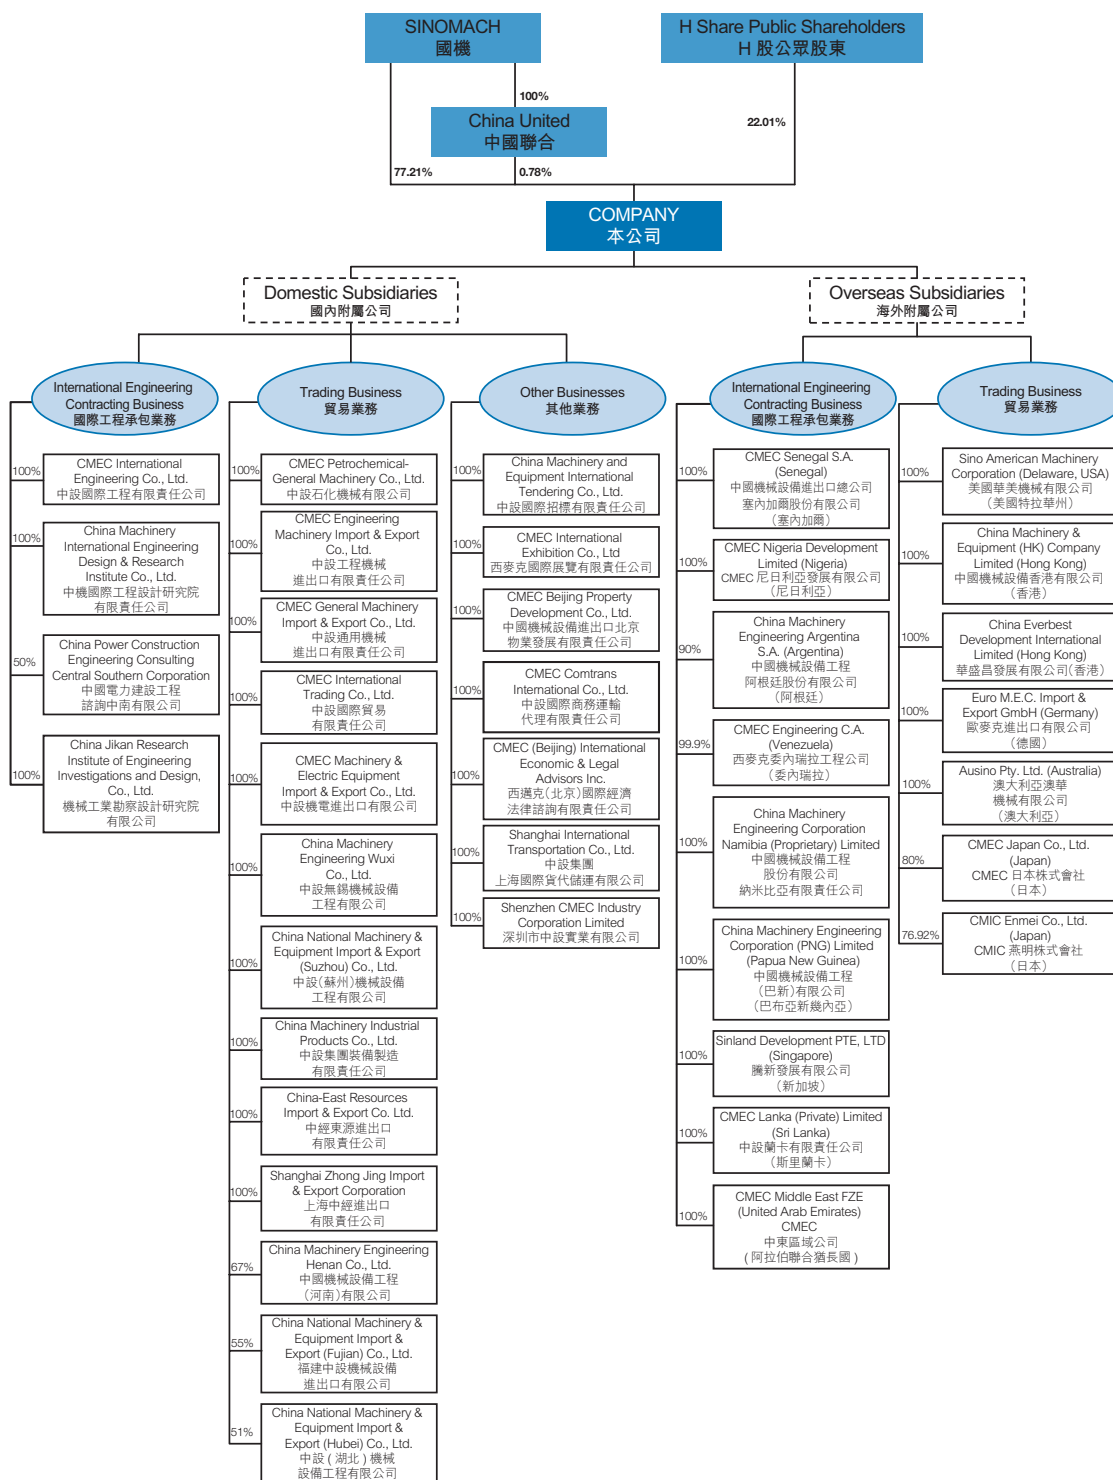 SINOMACH
國機
H Share Public Shareholders
H 股公眾股東
100%
China United
中國聯合
22.01%
77.21%
0.78%
COMPANY
本公司
Domestic Subsidiaries
國內附屬公司
Overseas Subsidiaries
海外附屬公司
International Engineering
Contracting Business
國際工程承包業務
100%
CMEC International
Engineering Co., Ltd.
中設國際工程有限責任公司
100%
China Machinery
International Engineering
Design & Research
Institute Co., Ltd.
中機國際工程設計研究院
有限責任公司
50%
China Power Construction
Engineering Consulting
Central Southern Corporation
中國電力建設工程
諮詢中南有限公司
100%
China Jikan Research
Institute of Engineering
Investigations and Design,
Co., Ltd.
機械工業勘察設計研究院
有限公司
Trading Business
貿易業務
100%
CMEC Petrochemical-
General Machinery Co., Ltd.
中設石化機械有限公司
100%
CMEC Engineering
Machinery Import & Export
Co., Ltd.
中設工程機械
進出口有限責任公司
100%
CMEC General Machinery
Import & Export Co., Ltd.
中設通用機械
進出口有限責任公司
100%
CMEC International
Trading Co., Ltd.
中設國際貿易
有限責任公司
100%
CMEC Machinery &
Electric Equipment
Import & Export Co., Ltd.
中設機電進出口有限公司
100%
China Machinery
Engineering Wuxi
Co., Ltd.
中設無錫機械設備
工程有限公司
100%
China National Machinery &
Equipment Import & Export
(Suzhou) Co., Ltd.
中設(蘇州)機械設備
工程有限公司
100%
China Machinery Industrial
Products Co., Ltd.
中設集團裝備製造
有限責任公司
100%
China-East Resources
Import & Export Co. Ltd.
中經東源進出口
有限責任公司
100%
Shanghai Zhong Jing Import
& Export Corporation
上海中經進出口
有限責任公司
67%
China Machinery Engineering
Henan Co., Ltd.
中國機械設備工程
(河南)有限公司
55%
China National Machinery &
Equipment Import &
Export (Fujian) Co., Ltd.
福建中設機械設備
進出口有限公司
51%
China National Machinery &
Equipment Import &
Export (Hubei) Co., Ltd.
中設 ( 湖北 ) 機械
設備工程有限公司
Other Businesses
其他業務
100%
China Machinery and
Equipment International
Tendering Co., Ltd.
中設國際招標有限責任公司
100%
CMEC International
Exhibition Co., Ltd
西麥克國際展覽有限責任公司
100%
CMEC Beijing Property
Development Co., Ltd.
中國機械設備進出口北京
物業發展有限責任公司
100%
CMEC Comtrans
International Co., Ltd.
中設國際商務運輸
代理有限責任公司
100%
CMEC (Beijing) International
Economic & Legal
Advisors Inc.
西邁克(北京)國際經濟
法律諮詢有限責任公司
100%
Shanghai International
Transportation Co., Ltd.
中設集團
上海國際貨代儲運有限公司
100%
Shenzhen CMEC Industry
Corporation Limited
深圳市中設實業有限公司
International Engineering
Contracting Business
國際工程承包業務
100%
CMEC Senegal S.A.
(Senegal)
中國機械設備進出口總公司
塞內加爾股份有限公司
(塞內加爾)
100%
CMEC Nigeria Development
Limited (Nigeria)
CMEC 尼日利亞發展有限公司
(尼日利亞)
90%
China Machinery
Engineering Argentina
S.A. (Argentina)
中國機械設備工程
阿根廷股份有限公司
(阿根廷)
99.9%
CMEC Engineering C.A.
(Venezuela)
西麥克委內瑞拉工程公司
(委內瑞拉)
100%
China Machinery
Engineering Corporation
Namibia (Proprietary) Limited
中國機械設備工程
股份有限公司
納米比亞有限責任公司
100%
China Machinery Engineering
Corporation (PNG) Limited
(Papua New Guinea)
中國機械設備工程
(巴新)有限公司
(巴布亞新幾內亞)
100%
Sinland Development PTE, LTD
(Singapore)
騰新發展有限公司
(新加坡)
100%
CMEC Lanka (Private) Limited
(Sri Lanka)
中設蘭卡有限責任公司
(斯里蘭卡)
100%
CMEC Middle East FZE
(United Arab Emirates)
CMEC
中東區域公司
( 阿拉伯聯合酋長國 )
Trading Business
貿易業務
100%
Sino American Machinery
Corporation (Delaware, USA)
美國華美機械有限公司
(美國特拉華州)
100%
China Machinery &
Equipment (HK) Company
Limited (Hong Kong)
中國機械設備香港有限公司
(香港)
100%
China Everbest
Development International
Limited (Hong Kong)
華盛昌發展有限公司(香港)
100%
Euro M.E.C. Import &
Export GmbH (Germany)
歐麥克進出口有限公司
(德國)
100%
Ausino Pty. Ltd. (Australia)
澳大利亞澳華
機械有限公司
(澳大利亞)
80%
CMEC Japan Co., Ltd.
(Japan)
CMEC 日本株式會社
(日本)
76.92%
CMIC Enmei Co., Ltd.
(Japan)
CMIC 燕明株式會社
(日本)